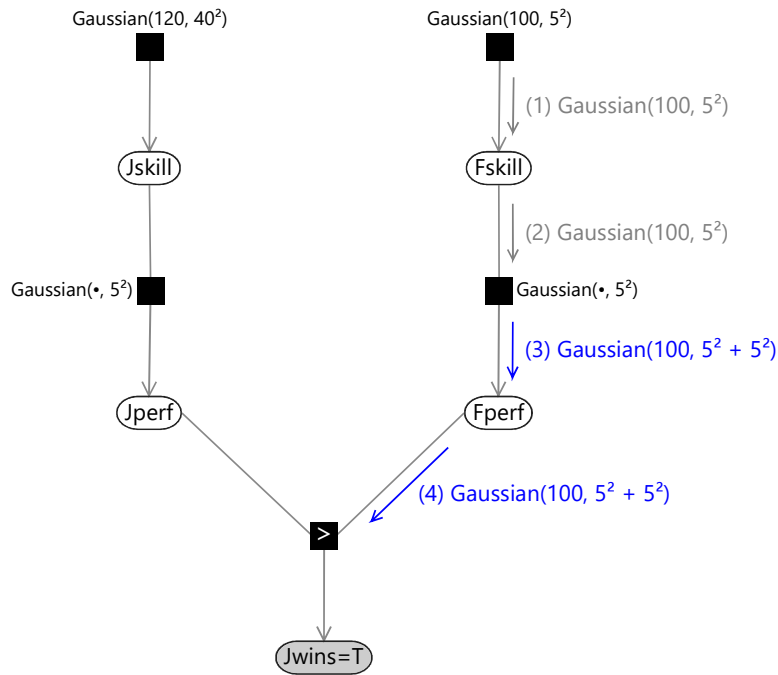 Gaussian(120, 40²)
Gaussian(100, 5²)
(1) Gaussian(100, 5²)
Jskill
Fskill
(2) Gaussian(100, 5²)
Gaussian(•, 5²)
Gaussian(•, 5²)
(3) Gaussian(100, 5² + 5²)
Jperf
Fperf
(4) Gaussian(100, 5² + 5²)
>
Jwins=T